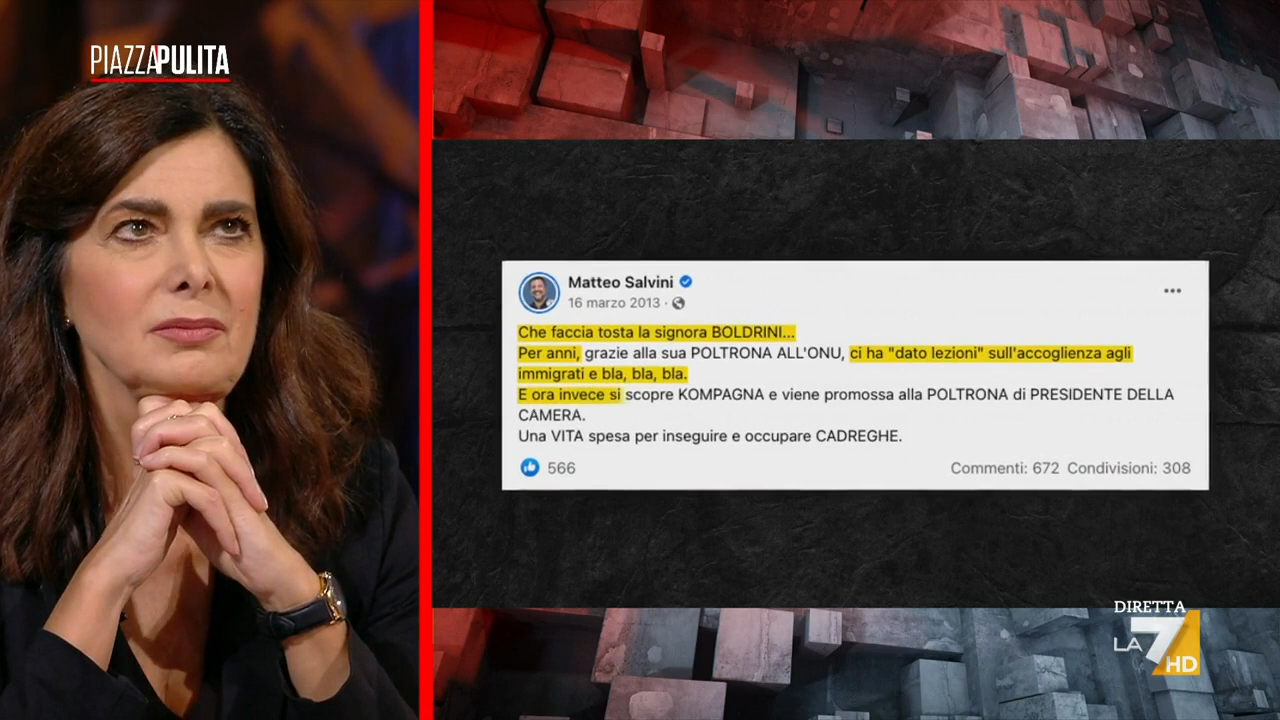 PIAZZAPULITA
Matteo Salvini
16 marzo 2013 ·
Che faccia tosta la signora BOLDRINI...
Per anni, grazie alla sua POLTRONA ALL'ONU, ci ha "dato lezioni" sull'accoglienza agli
immigrati e bla, bla, bla.
E ora invece si scopre KOMPAGNA e viene promossa alla POLTRONA di PRESIDENTE DELLA
CAMERA.
Una VITA spesa per inseguire e occupare CADREGHE.
566
Commenti: 672 Condivisioni: 308
DIRETTA
LA7 HD